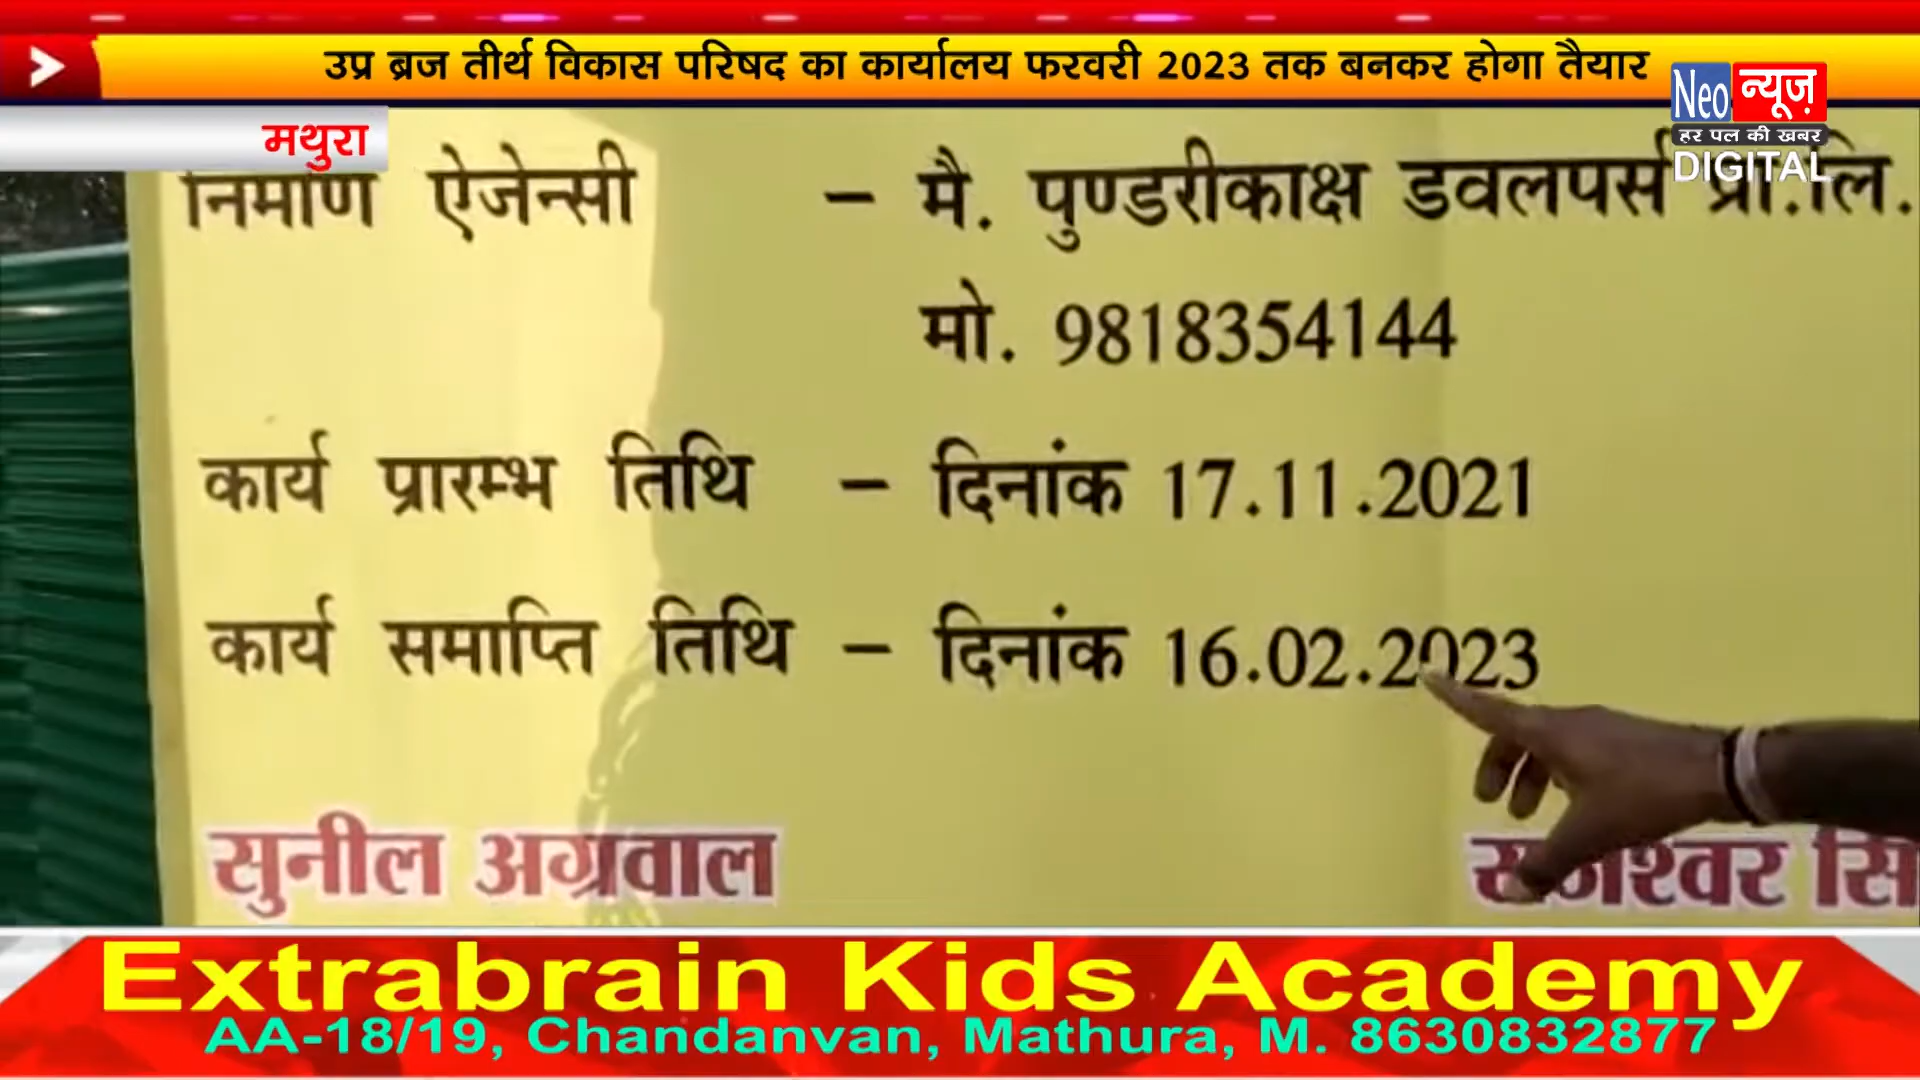 उप्र ब्रज तीर्थ विकास परिषद का कार्यालय फरवरी 2023 तक बनकर होगा तैयार
Neo न्यूज़
हर पल की खबर
DIGITAL
मथुरा
निर्माण ऐजेन्सी – मै. पुण्डरीकाक्ष डवलपर्स प्रा.लि.
मो. 9818354144
कार्य प्रारम्भ तिथि – दिनांक 17.11.2021
कार्य समाप्ति तिथि – दिनांक 16.02.2023
सुनील अग्रवाल
Extrabrain Kids Academy
AA-18/19, Chandanvan, Mathura, M. 8630832877